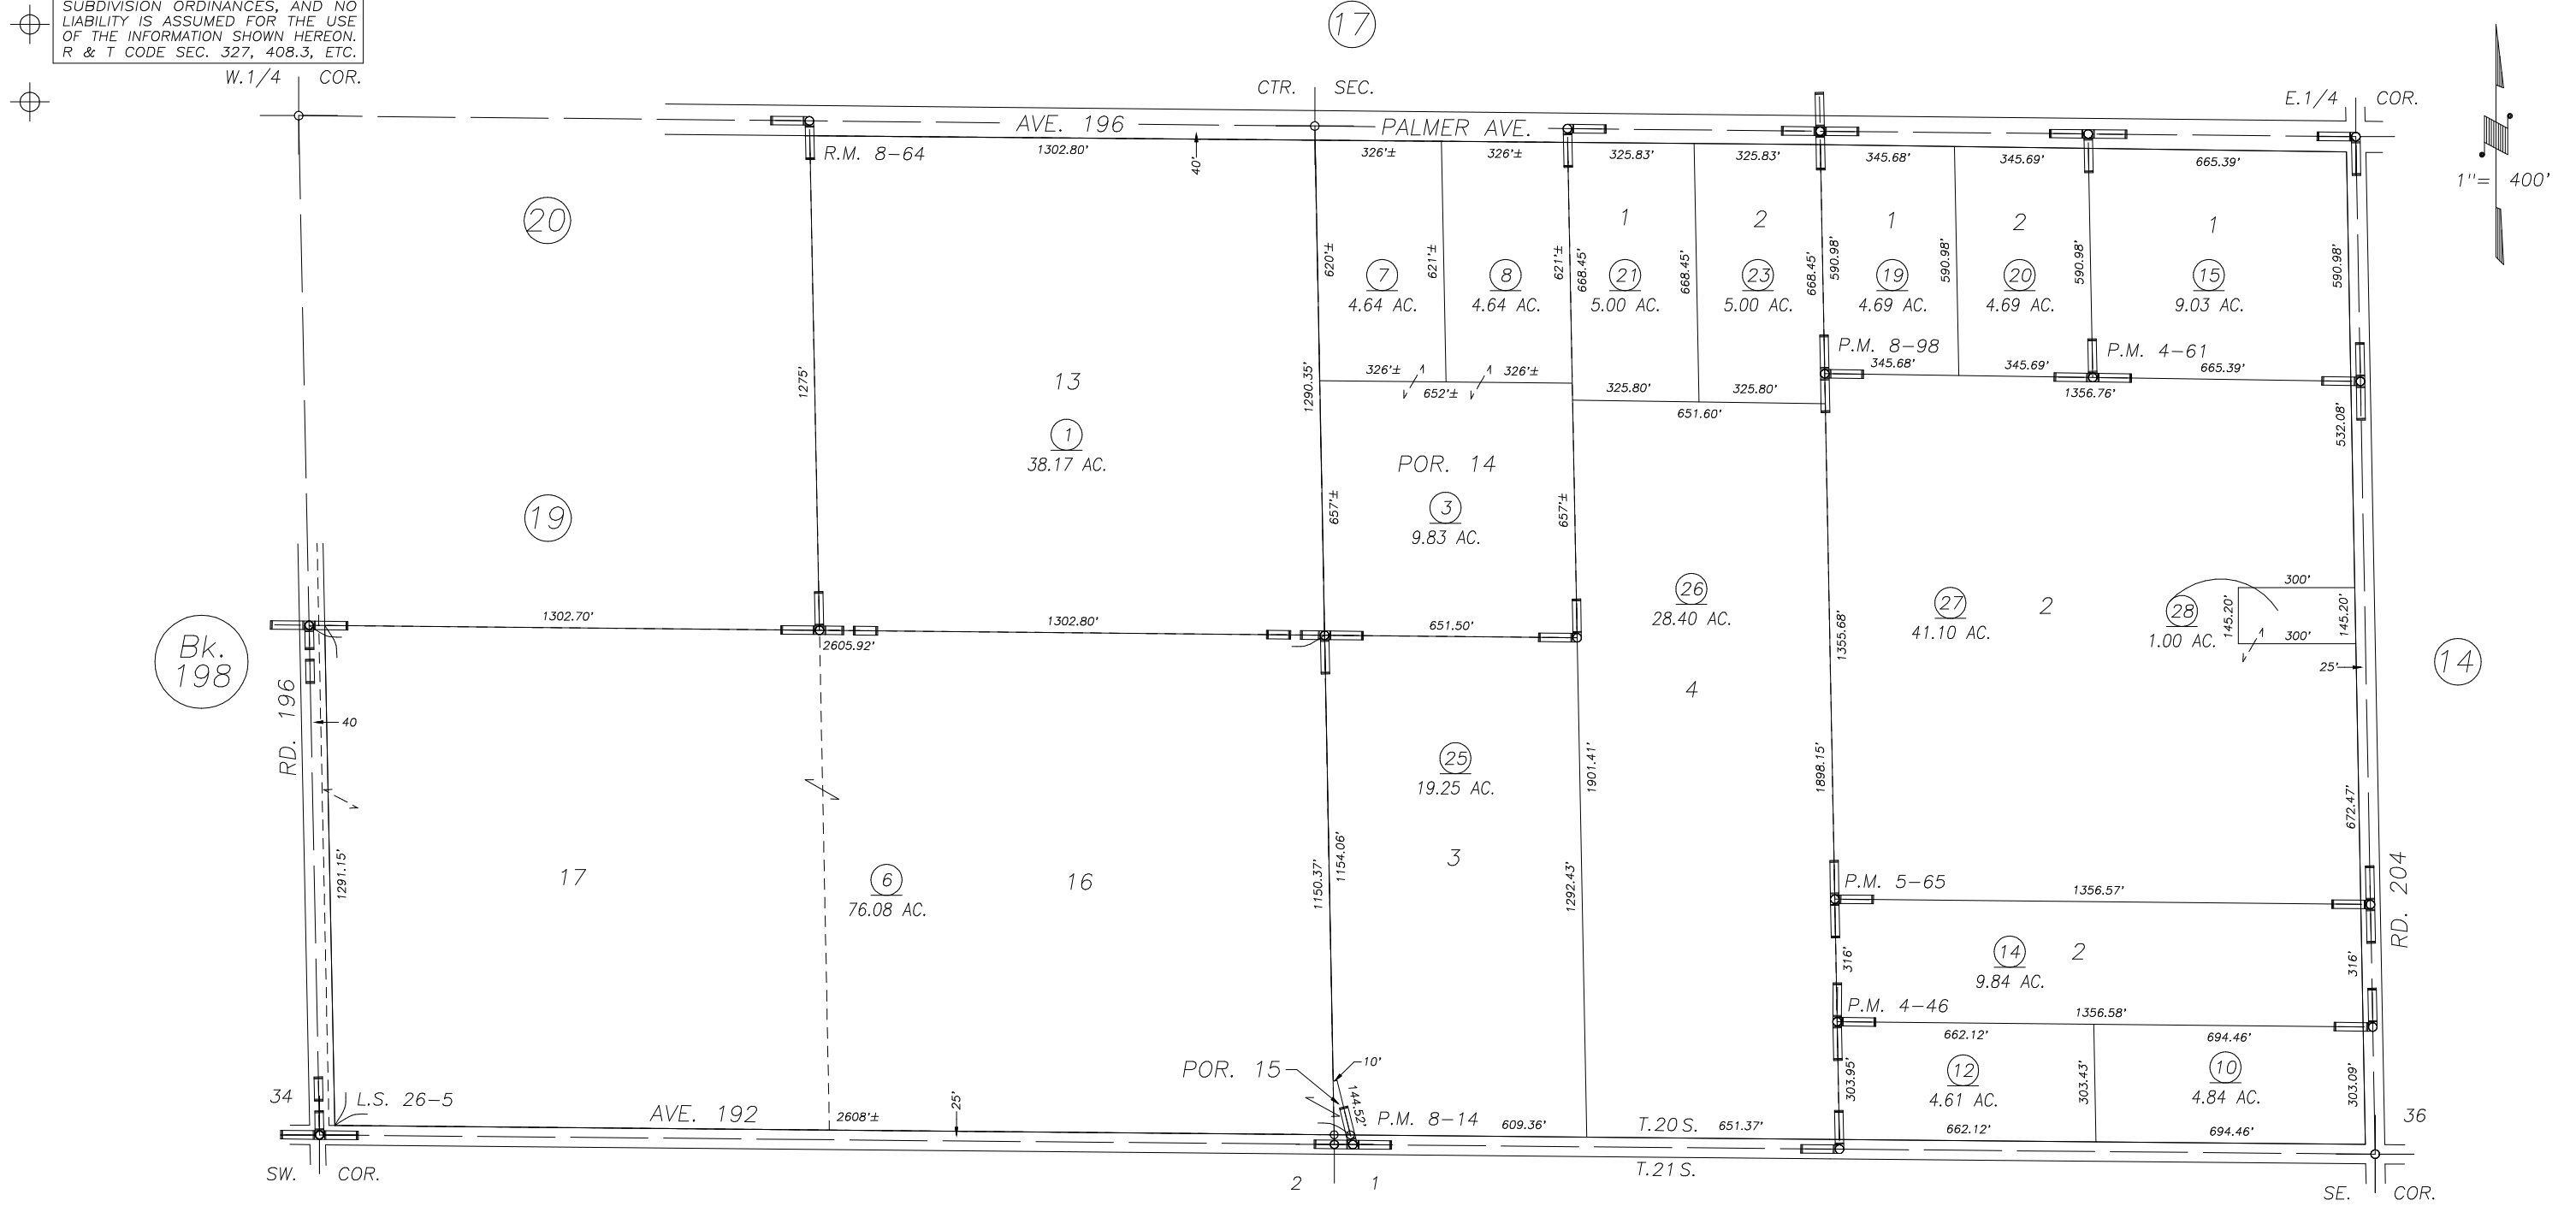 SUBDIVISION ORDINANCES, AND NO
LIABILITY IS ASSUMED FOR THE USE
OF THE INFORMATION SHOWN HEREON.
R & T CODE SEC. 327, 408.3, ETC.
17
W.1/4 COR.
CTR. SEC.
E.1/4 COR.
AVE. 196
PALMER AVE.
1"= 400'
R.M. 8-64
1302.80'
40'
326'±
326'±
325.83'
325.83'
345.68'
345.69'
665.39'
20
1
2
1
2
1
620'±
621'±
621'±
668.45'
668.45'
668.45'
590.98'
590.98'
590.98'
590.98'
7
4.64 AC.
8
4.64 AC.
21
5.00 AC.
23
5.00 AC.
19
4.69 AC.
20
4.69 AC.
15
9.03 AC.
P.M. 8-98
P.M. 4-61
345.68'
345.69'
665.39'
1275'
13
1290.35'
326'±
326'±
652'±
325.80'
325.80'
651.60'
1356.76'
532.08'
1
38.17 AC.
POR. 14
3
9.83 AC.
657'±
657'±
19
26
28.40 AC.
27
41.10 AC.
2
28
1.00 AC.
300'
145.20'
145.20'
300'
25'
1302.70'
1302.80'
651.50'
2605.92'
1355.68'
Bk.
198
14
RD. 196
40
4
25
19.25 AC.
1901.41'
1898.15'
672.47'
1291.15'
17
6
76.08 AC.
16
1150.37'
1154.06'
3
1292.43'
P.M. 5-65
1356.57'
RD. 204
316'
14
9.84 AC.
2
316'
P.M. 4-46
1356.58'
662.12'
694.46'
303.95'
12
4.61 AC.
303.43'
10
4.84 AC.
303.09'
POR. 15
10'
144.52'
34
L.S. 26-5
AVE. 192
2608'±
25'
P.M. 8-14
609.36'
T.20 S.
651.37'
662.12'
694.46'
36
T.21 S.
SW. COR.
2
1
SE. COR.